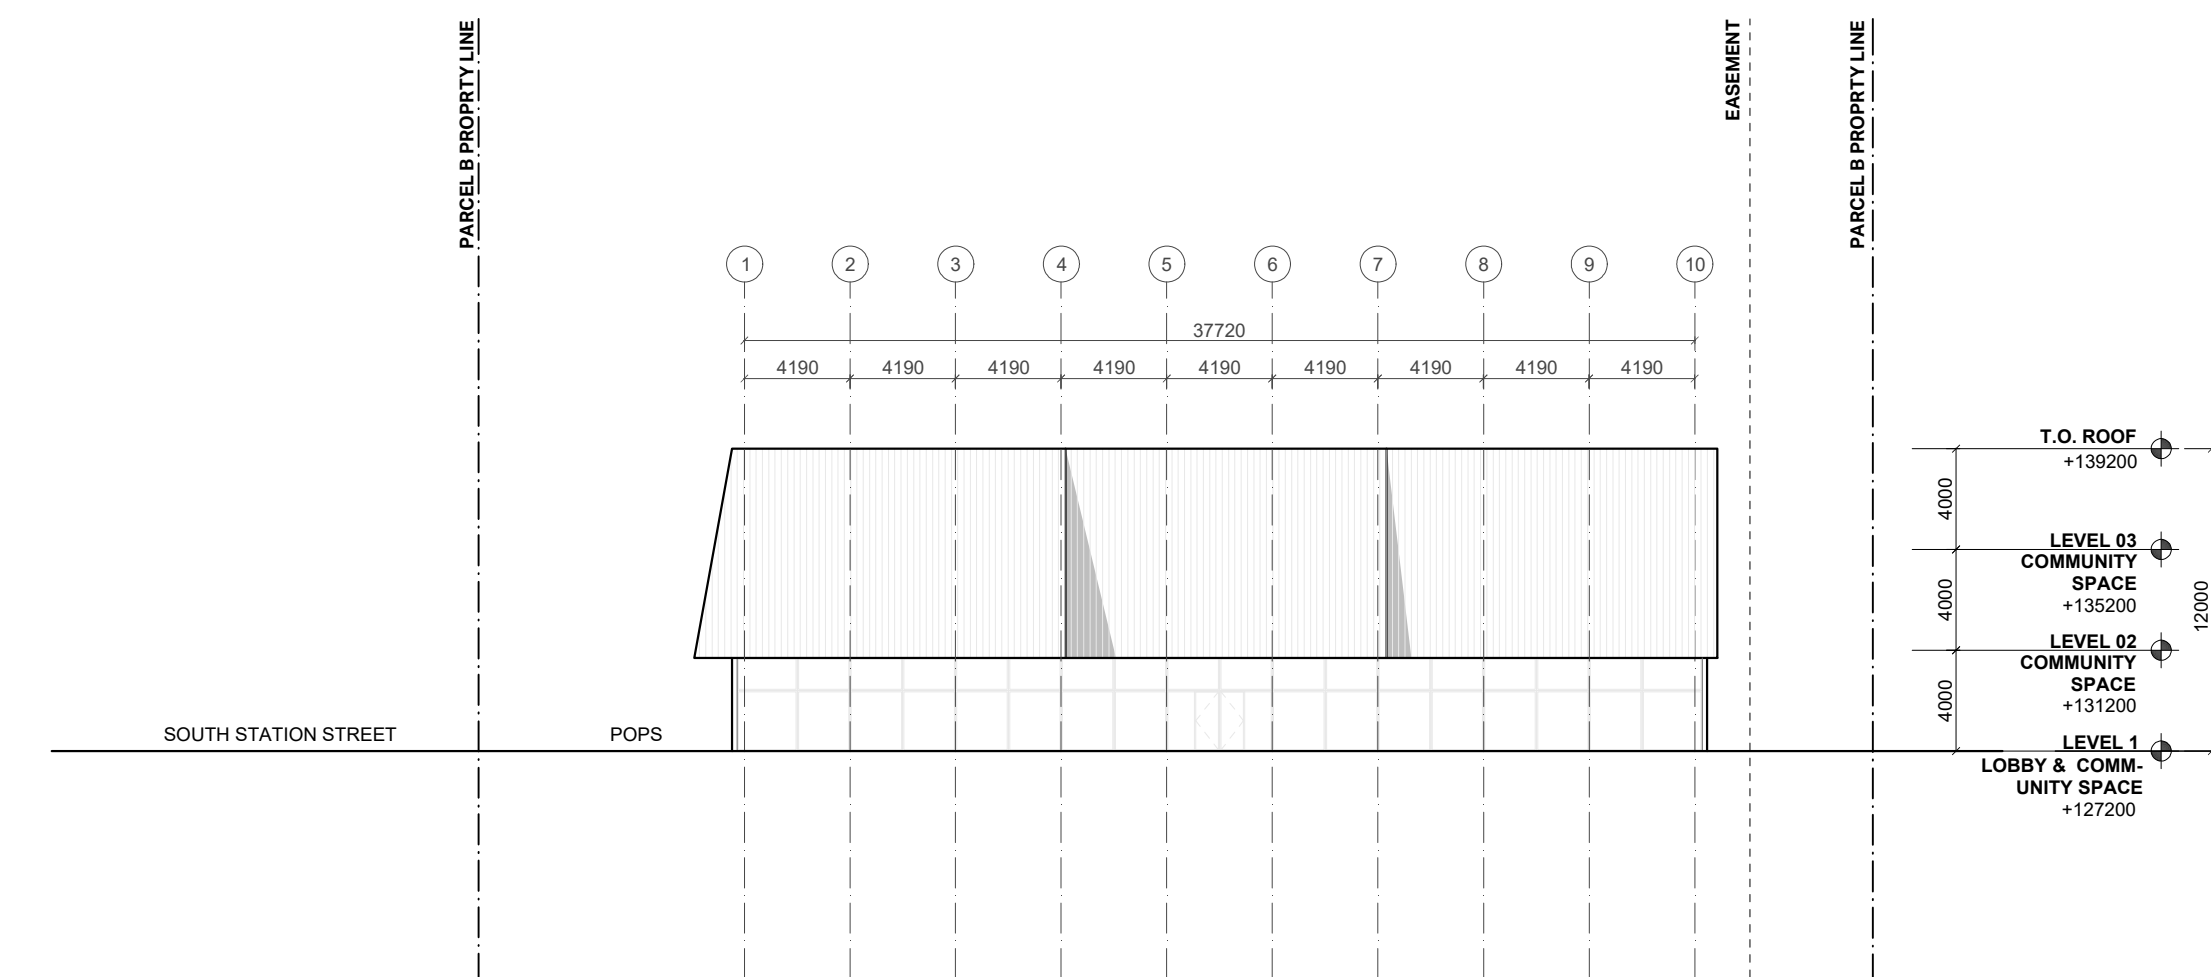 PARCEL B PROPRTY LINE
EASEMENT
PARCEL B PROPRTY LINE
1 2 3 4 5 6 7 8 9 10
37720
4190 4190 4190 4190 4190 4190 4190 4190 4190
T.O. ROOF
+139200
4000
LEVEL 03
COMMUNITY
SPACE
+135200
4000
12000
LEVEL 02
COMMUNITY
SPACE
+131200
4000
SOUTH STATION STREET
POPS
LEVEL 1
LOBBY & COMM-
UNITY SPACE
+127200